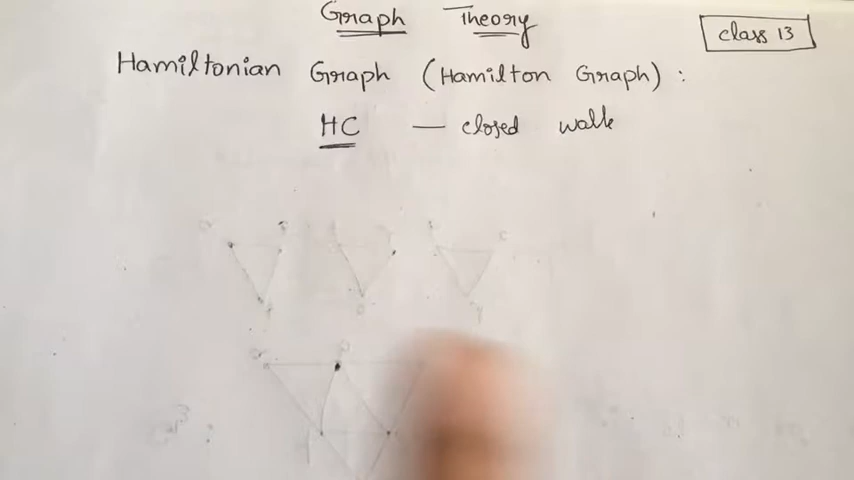 Graph Theory
class 13
Hamiltonian Graph (Hamilton Graph) :
HC — closed walk